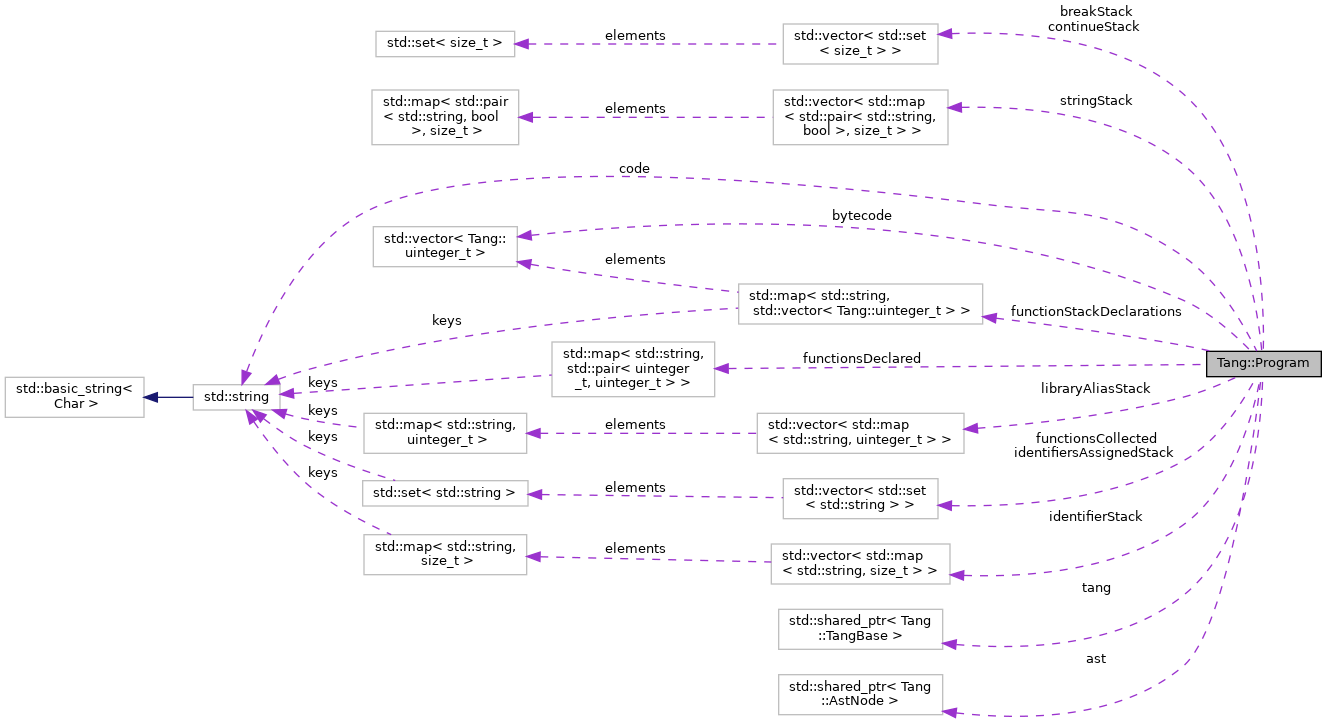 breakStack
continueStack
std::set< size_t >
elements
std::vector< std::set
< size_t > >
std::map< std::pair
< std::string, bool
>, size_t >
elements
std::vector< std::map
< std::pair< std::string,
bool >, size_t > >
stringStack
code
bytecode
std::vector< Tang::
uinteger_t >
elements
std::map< std::string,
std::vector< Tang::uinteger_t > >
functionStackDeclarations
keys
std::map< std::string,
std::pair< uinteger
_t, uinteger_t > >
functionsDeclared
Tang::Program
std::basic_string<
Char >
std::string
keys
libraryAliasStack
keys
std::map< std::string,
uinteger_t >
elements
std::vector< std::map
< std::string, uinteger_t > >
keys
functionsCollected
identifiersAssignedStack
keys
std::set< std::string >
elements
std::vector< std::set
< std::string > >
identifierStack
std::map< std::string,
size_t >
elements
std::vector< std::map
< std::string, size_t > >
tang
std::shared_ptr< Tang
::TangBase >
ast
std::shared_ptr< Tang
::AstNode >